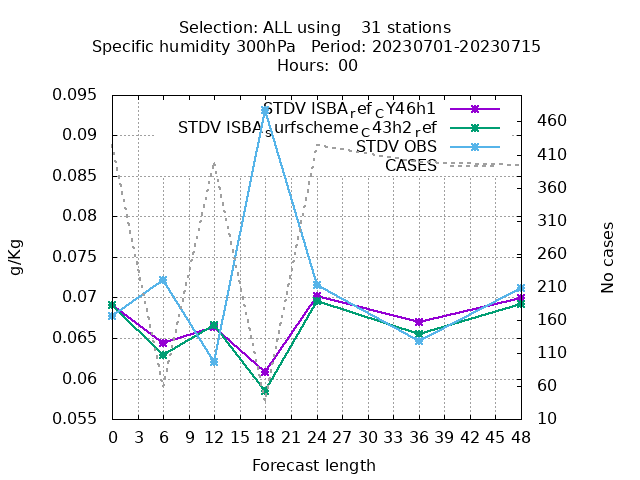 Selection: ALL using    31 stations
Specific humidity 300hPa   Period: 20230701-20230715
Hours: 00
STDV ISBA_ref_CY46h1
STDV ISBA_surfscheme_C43h2_ref
STDV OBS
CASES
0.095
0.09
0.085
0.08
0.075
0.07
0.065
0.06
0.055
g/Kg
460
410
360
310
260
210
160
110
60
10
No cases
0 3 6 9 12 15 18 21 24 27 30 33 36 39 42 45 48
Forecast length